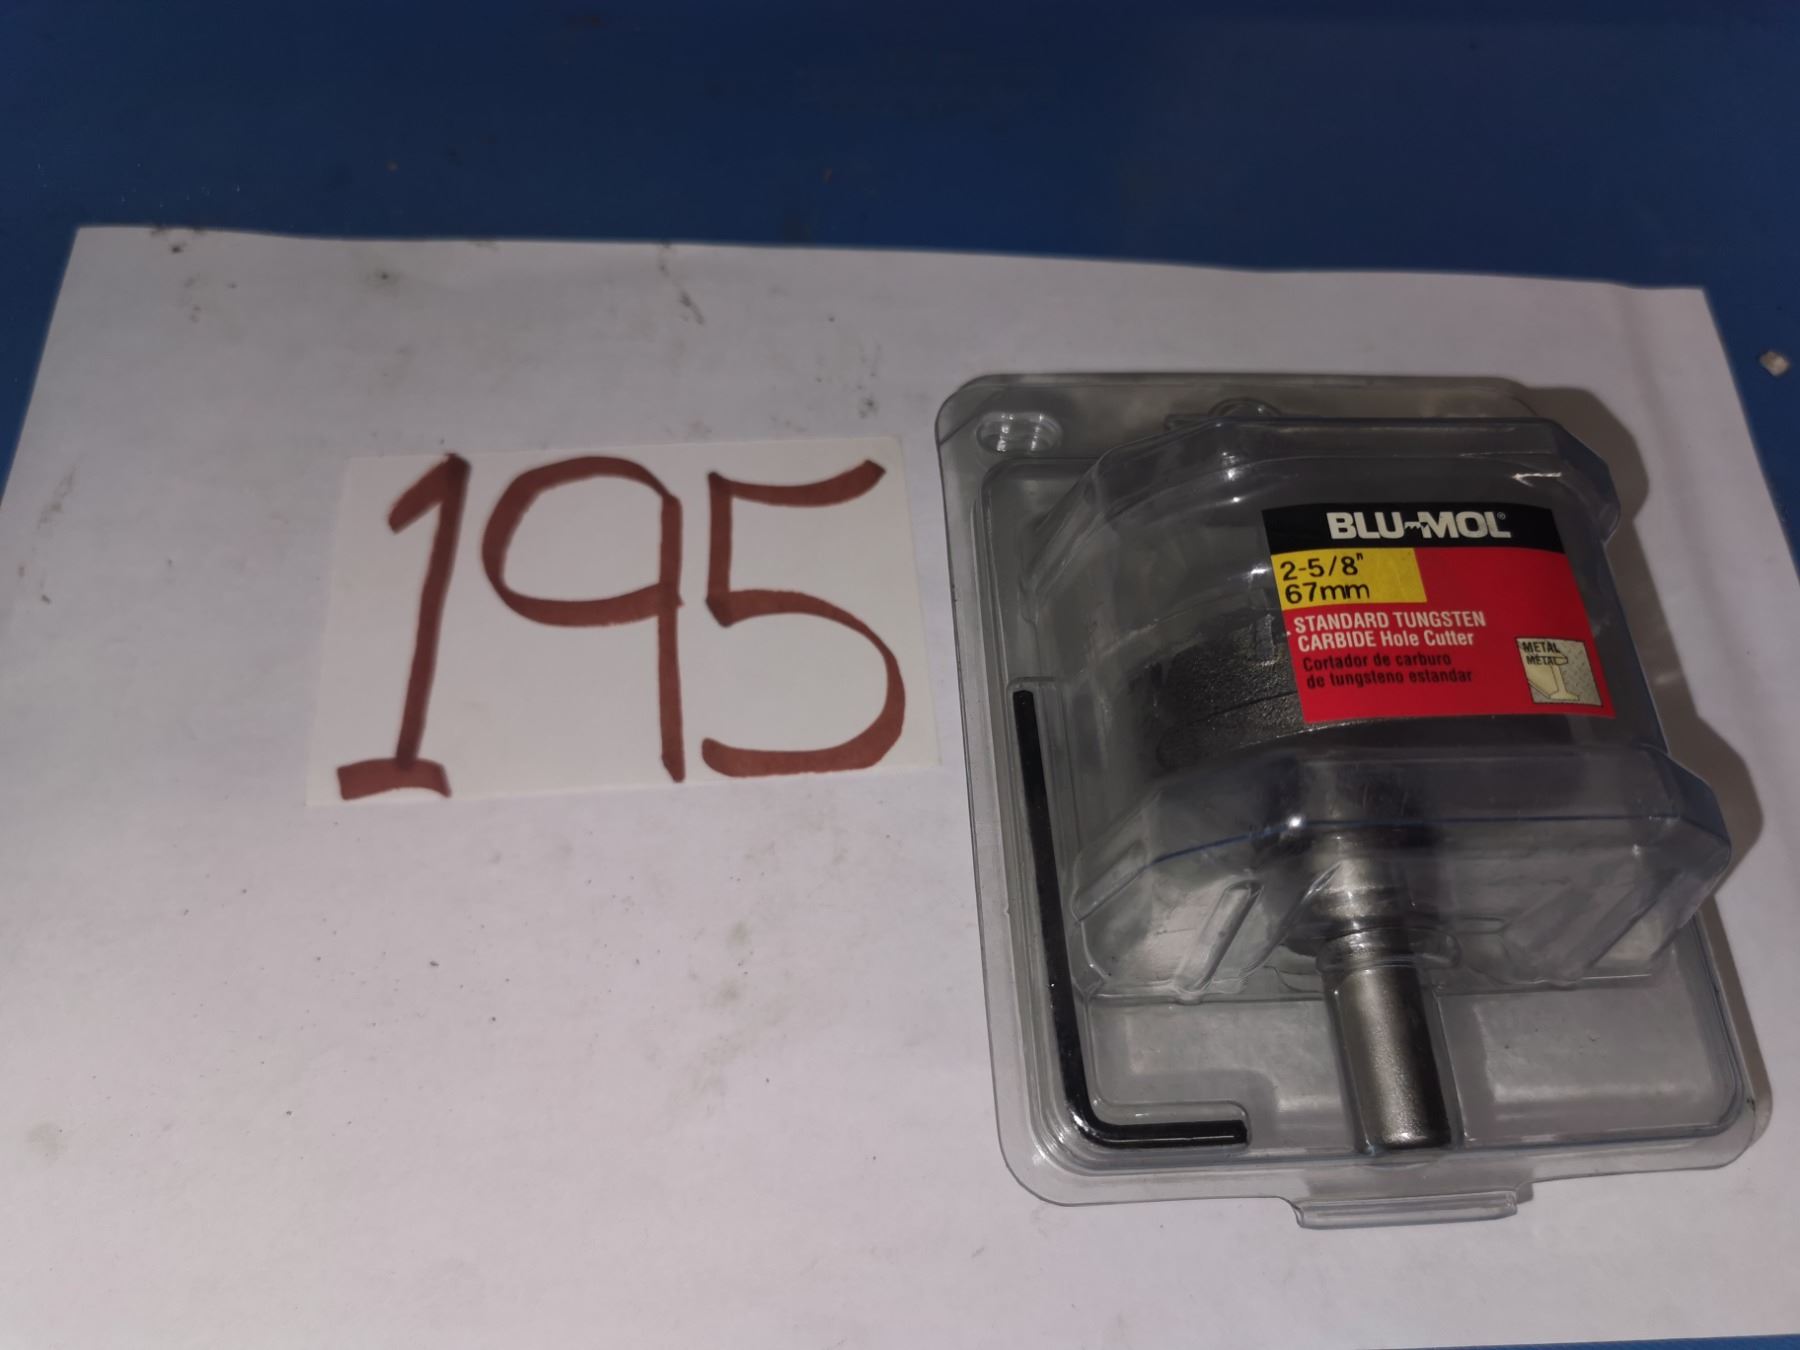 195
BLU-MOL®
2-5/8"
67mm
STANDARD TUNGSTEN
CARBIDE Hole Cutter
Cortador de carburo
de tungsteno estandar
METAL
METAL